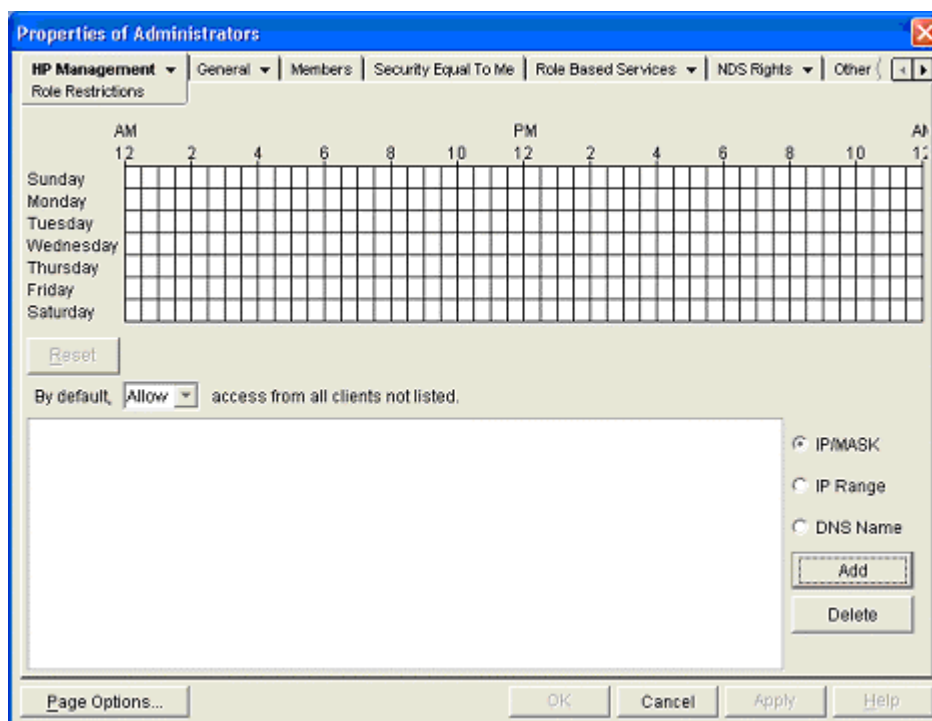 Properties of Administrators
HP Management General Members Security Equal To Me Role Based Services NDS Rights Other
Role Restrictions
AM PM AM
12 2 4 6 8 10 12 2 4 6 8 10 12
Sunday
Monday
Tuesday
Wednesday
Thursday
Friday
Saturday
Reset
By default, Allow access from all clients not listed.
IP/MASK
IP Range
DNS Name
Add
Delete
Page Options... OK Cancel Apply Help